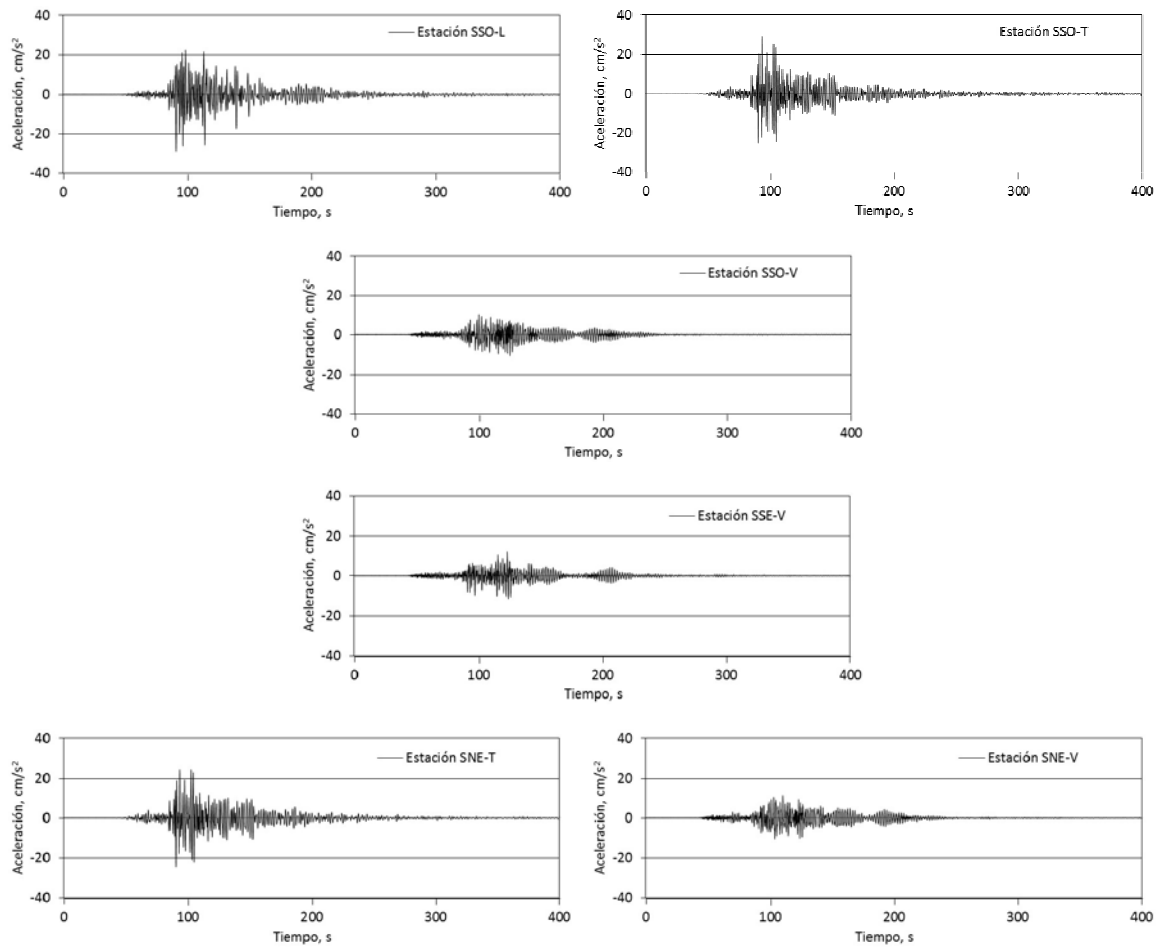 Aceleración, cm/s²
40
20
0
-20
-40
Estación SSO-L
0 100 200 300 400
Tiempo, s
Aceleración, cm/s²
40
20
0
-20
-40
Estación SSO-T
0 100 200 300 400
Tiempo, s
Aceleración, cm/s²
40
20
0
-20
-40
Estación SSO-V
0 100 200 300 400
Tiempo, s
Aceleración, cm/s²
40
20
0
-20
-40
Estación SSE-V
0 100 200 300 400
Tiempo, s
Aceleración, cm/s²
40
20
0
-20
-40
Estación SNE-T
0 100 200 300 400
Tiempo, s
Aceleración, cm/s²
40
20
0
-20
-40
Estación SNE-V
0 100 200 300 400
Tiempo, s